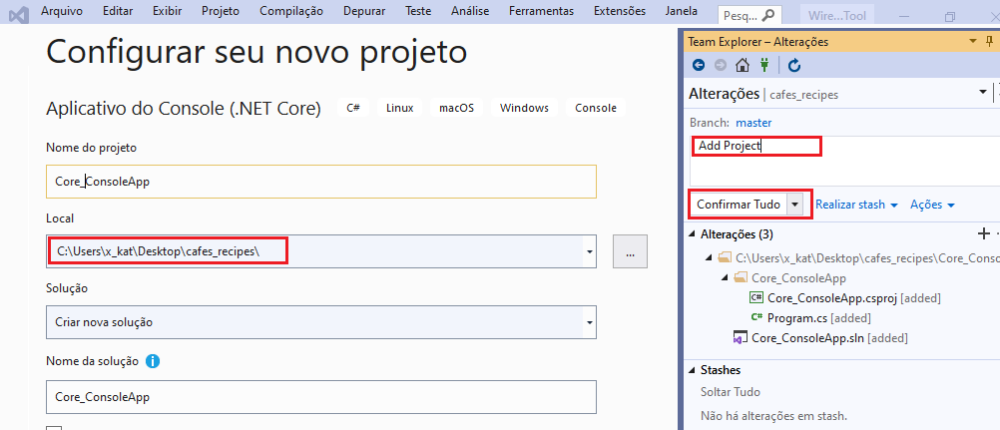 Arquivo Editar Exibir Projeto Compilação Depurar Teste Análise Ferramentas Extensões Janela Pesq... Wire...Tool
Configurar seu novo projeto
Aplicativo do Console (.NET Core) C# Linux macOS Windows Console
Nome do projeto
Core_ConsoleApp
Local
C:\Users\x_kat\Desktop\cafes_recipes\
...
Solução
Criar nova solução
Nome da solução
Core_ConsoleApp
Team Explorer – Alterações
Alterações | cafes_recipes
Branch: master
Add Project
Confirmar Tudo Realizar stash Ações
Alterações (3)
C:\Users\x_kat\Desktop\cafes_recipes\Core_Conso
Core_ConsoleApp
C# Core_ConsoleApp.csproj [added]
C# Program.cs [added]
Core_ConsoleApp.sln [added]
Stashes
Soltar Tudo
Não há alterações em stash.